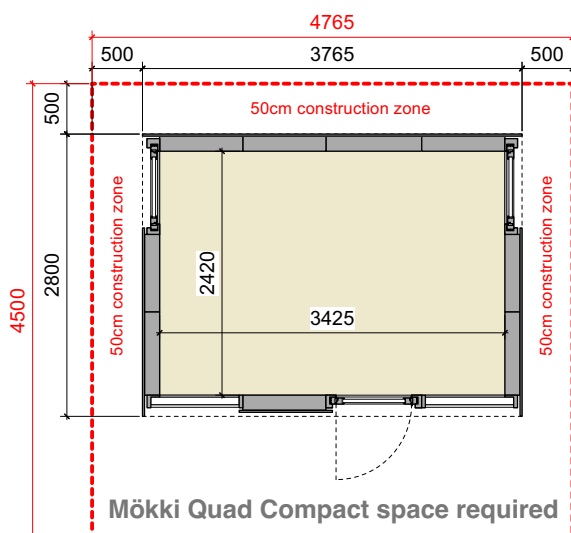 4765
500 3765 500
50cm construction zone
500
2800
4500
50cm construction zone
2420
3425
50cm construction zone
Mökki Quad Compact space required